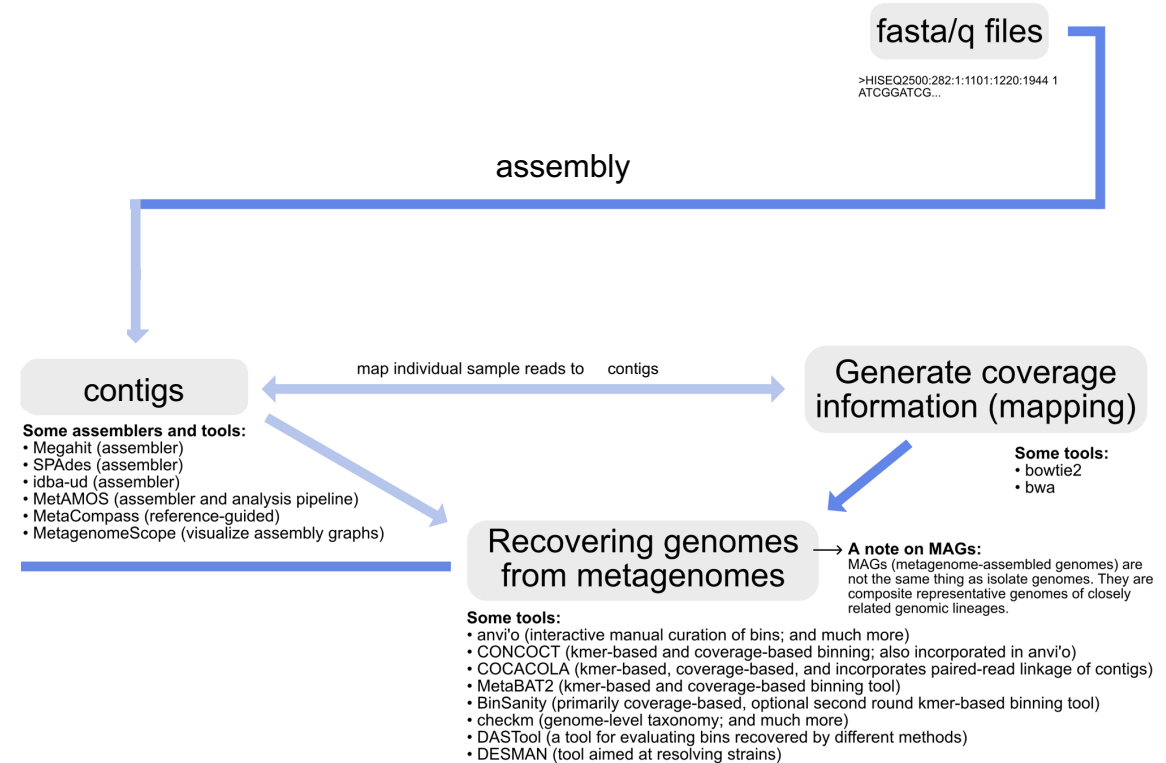 fasta/q files
>HISEQ2500:282:1:1101:1220:1944 1
ATCGGATCG...
assembly
contigs
map individual sample reads to contigs
Generate coverage
information (mapping)
Some assemblers and tools:
• Megahit (assembler)
• SPAdes (assembler)
• idba-ud (assembler)
• MetAMOS (assembler and analysis pipeline)
• MetaCompass (reference-guided)
• MetagenomeScope (visualize assembly graphs)
Some tools:
• bowtie2
• bwa
Recovering genomes
from metagenomes
A note on MAGs:
MAGs (metagenome-assembled genomes) are
not the same thing as isolate genomes. They are
composite representative genomes of closely
related genomic lineages.
Some tools:
• anvi'o (interactive manual curation of bins; and much more)
• CONCOCT (kmer-based and coverage-based binning; also incorporated in anvi'o)
• COCACOLA (kmer-based, coverage-based, and incorporates paired-read linkage of contigs)
• MetaBAT2 (kmer-based and coverage-based binning tool)
• BinSanity (primarily coverage-based, optional second round kmer-based binning tool)
• checkm (genome-level taxonomy; and much more)
• DASTool (a tool for evaluating bins recovered by different methods)
• DESMAN (tool aimed at resolving strains)